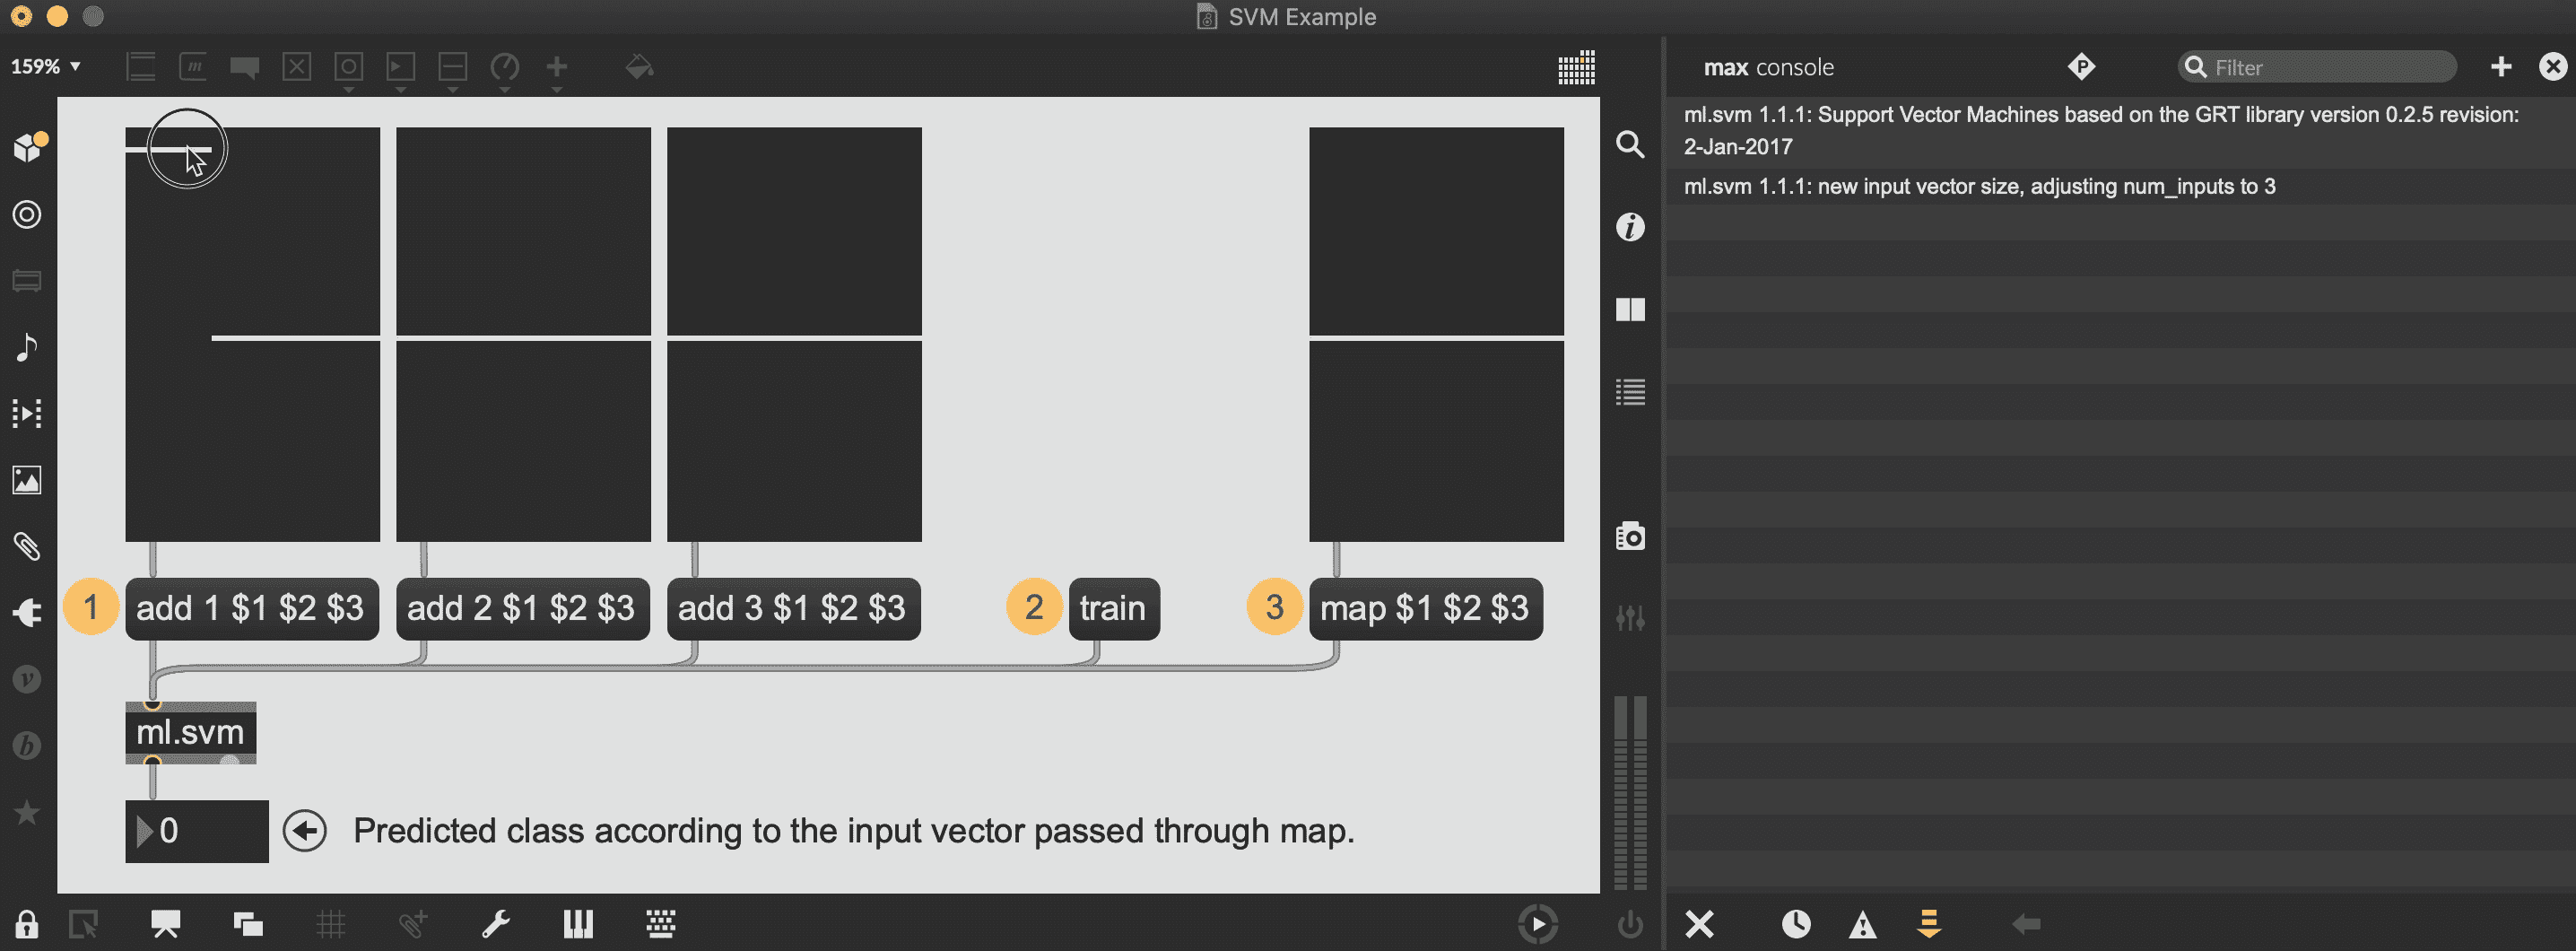 SVM Example
159%
m
max console
P
Filter
ml.svm 1.1.1: Support Vector Machines based on the GRT library version 0.2.5 revision:
2-Jan-2017
ml.svm 1.1.1: new input vector size, adjusting num_inputs to 3
i
1 add 1 $1 $2 $3 add 2 $1 $2 $3 add 3 $1 $2 $3 2 train 3 map $1 $2 $3
v
ml.svm
b
0 Predicted class according to the input vector passed through map.